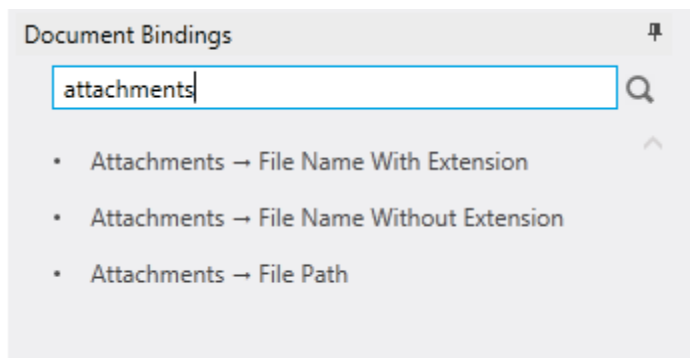 Document Bindings
attachments
• Attachments → File Name With Extension
• Attachments → File Name Without Extension
• Attachments → File Path